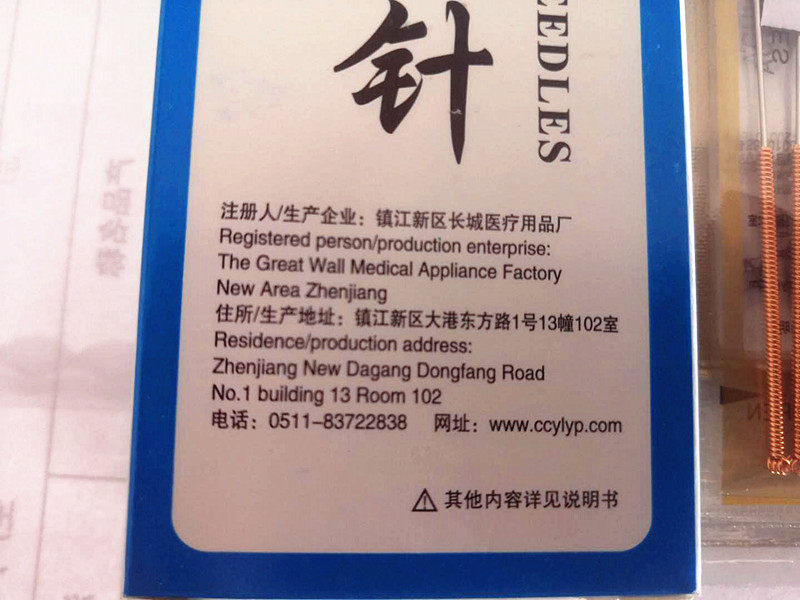 针
EEDLES
注册人/生产企业：镇江新区长城医疗用品厂
Registered person/production enterprise:
The Great Wall Medical Appliance Factory
New Area Zhenjiang
住所/生产地址：镇江新区大港东方路1号13幢102室
Residence/production address:
Zhenjiang New Dagang Dongfang Road
No.1 building 13 Room 102
电话：0511-83722838 网址：www.ccylyp.com
⚠ 其他内容详见说明书